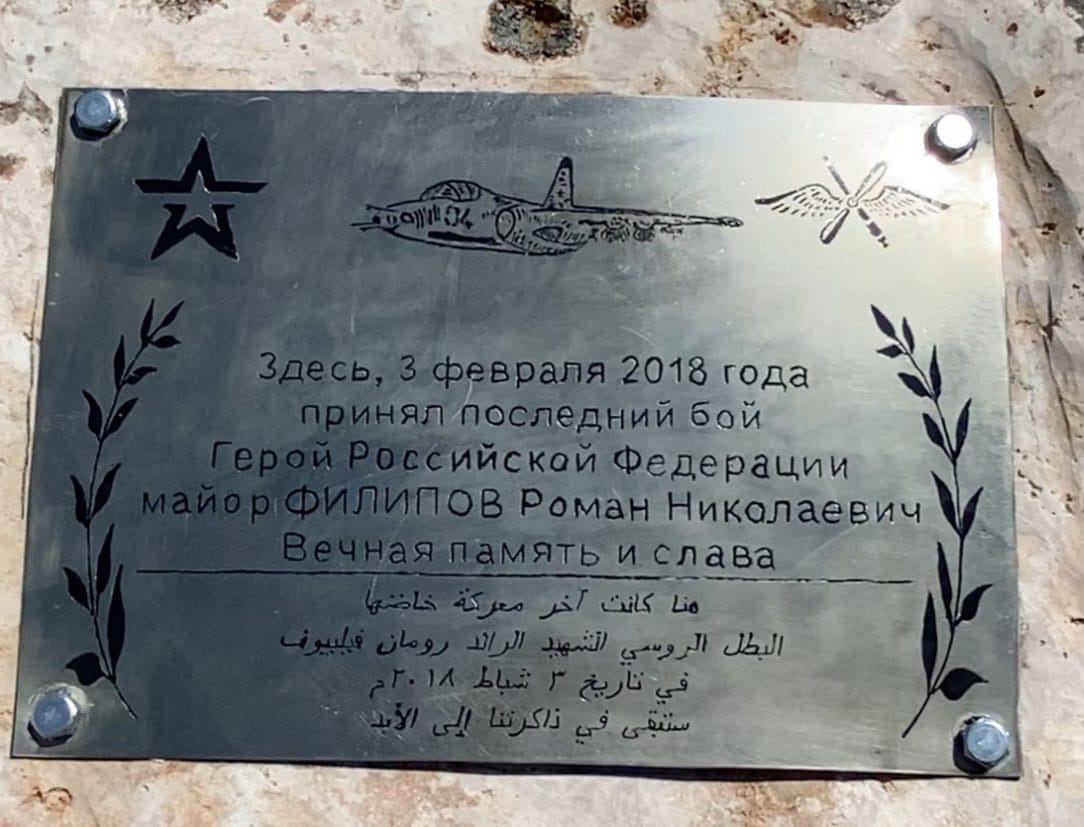 04
Здесь, 3 февраля 2018 года
принял последний бой
Герой Российской Федерации
майор ФИЛИПОВ Роман Николаевич
Вечная память и слава
هنا كانت آخر معركة خاضها
البطل الروسي الشهيد الرائد رومان فيليبوف
في تاريخ ٣ شباط ٢٠١٨م
ستبقى في ذاكرتنا إلى الأبد